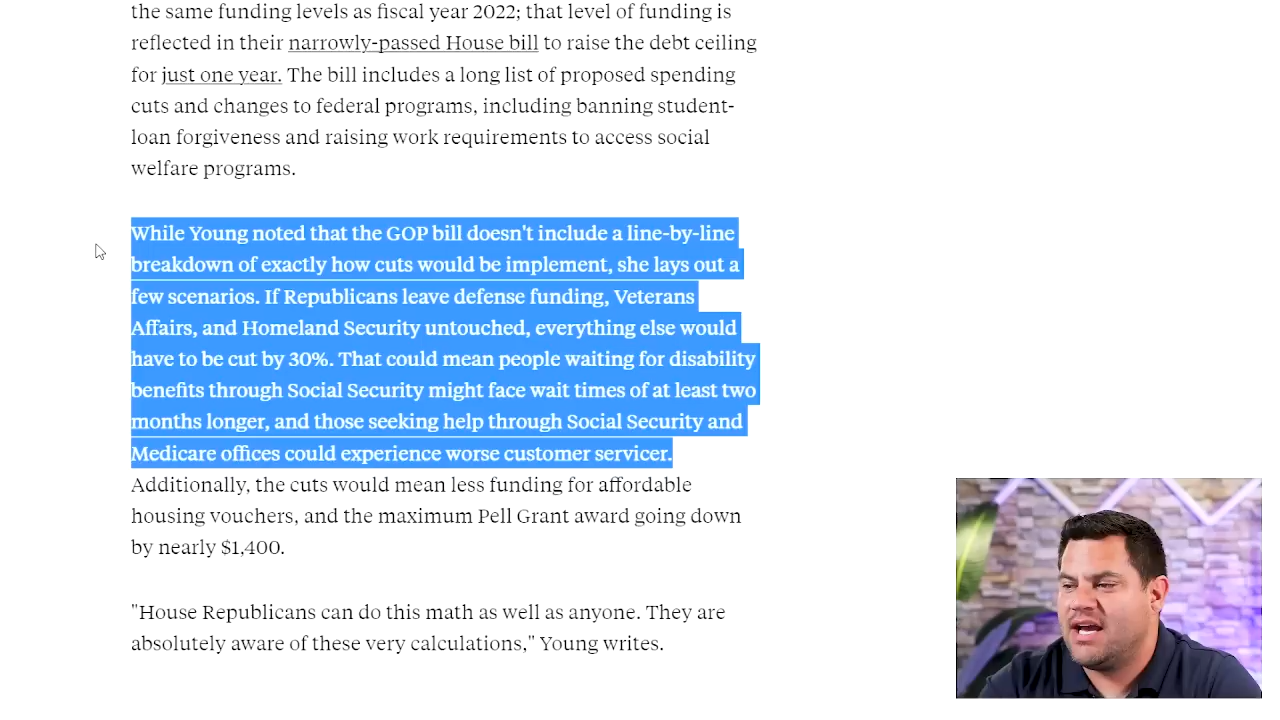 the same funding levels as fiscal year 2022; that level of funding is
reflected in their narrowly-passed House bill to raise the debt ceiling
for just one year. The bill includes a long list of proposed spending
cuts and changes to federal programs, including banning student-
loan forgiveness and raising work requirements to access social
welfare programs.
While Young noted that the GOP bill doesn't include a line-by-line
breakdown of exactly how cuts would be implement, she lays out a
few scenarios. If Republicans leave defense funding, Veterans
Affairs, and Homeland Security untouched, everything else would
have to be cut by 30%. That could mean people waiting for disability
benefits through Social Security might face wait times of at least two
months longer, and those seeking help through Social Security and
Medicare offices could experience worse customer servicer.
Additionally, the cuts would mean less funding for affordable
housing vouchers, and the maximum Pell Grant award going down
by nearly $1,400.
"House Republicans can do this math as well as anyone. They are
absolutely aware of these very calculations," Young writes.